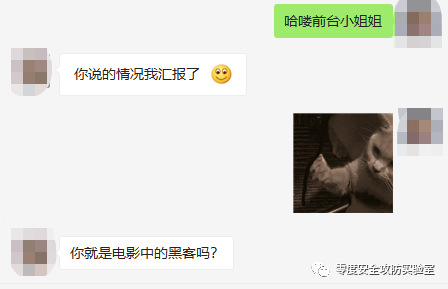 哈喽前台小姐姐
你说的情况我汇报了
你就是电影中的黑客吗?
零度安全攻防实验室